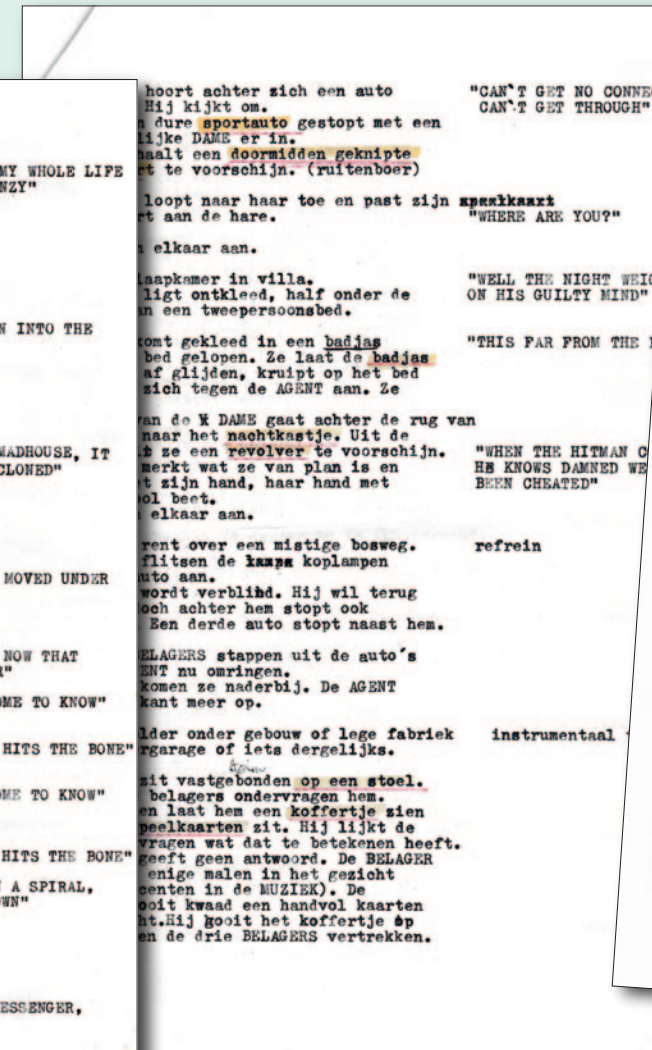 MY WHOLE LIFE
NZY"
N INTO THE
MADHOUSE, IT
CLONED"
MOVED UNDER
NOW THAT
R"
OME TO KNOW"
HITS THE BONE"
OME TO KNOW"
HITS THE BONE"
A SPIRAL,
WN"
ESSENGER,
hoort achter zich een auto
Hij kijkt om.
dure sportauto gestopt met een
lijke DAME er in.
haalt een doormidden geknipte
rt te voorschijn. (ruitenboer)
loopt naar haar toe en past zijn speelkaart
rt aan de hare.
elkaar aan.
laapkamer in villa.
ligt ontkleed, half onder de
an een tweepersoonsbed.
komt gekleed in een badjas
bed gelopen. Ze laat de badjas
af glijden, kruipt op het bed
zich tegen de AGENT aan. Ze
van de DAME gaat achter de rug van
naar het nachtkastje. Uit de
t ze een revolver te voorschijn.
merkt wat ze van plan is en
t zijn hand, haar hand met
ol beet.
elkaar aan.
rent over een mistige bosweg.
flitsen de koplampen
uto aan.
wordt verblind. Hij wil terug
och achter hem stopt ook
Een derde auto stopt naast hem.
BELAGERS stappen uit de auto's
ENT nu omringen.
komen ze naderbij. De AGENT
kant meer op.
lder onder gebouw of lege fabriek
rgarage of iets dergelijks.
zit vastgebonden op een stoel.
belagers ondervragen hem.
en laat hem een koffertje zien
peelkaarten zit. Hij lijkt de
vragen wat dat te betekenen heeft.
geeft geen antwoord. De BELAGER
enige malen in het gezicht
centen in de MUZIEK). De
ooit kwaad een handvol kaarten
ht.Hij gooit het koffertje op
en de drie BELAGERS vertrekken.
"CAN'T GET NO CONNE
CAN'T GET THROUGH"
"WHERE ARE YOU?"
"WELL THE NIGHT WEIG
ON HIS GUILTY MIND"
"THIS FAR FROM THE
"WHEN THE HITMAN C
HE KNOWS DAMNED WE
BEEN CHEATED"
refrein
instrumentaal